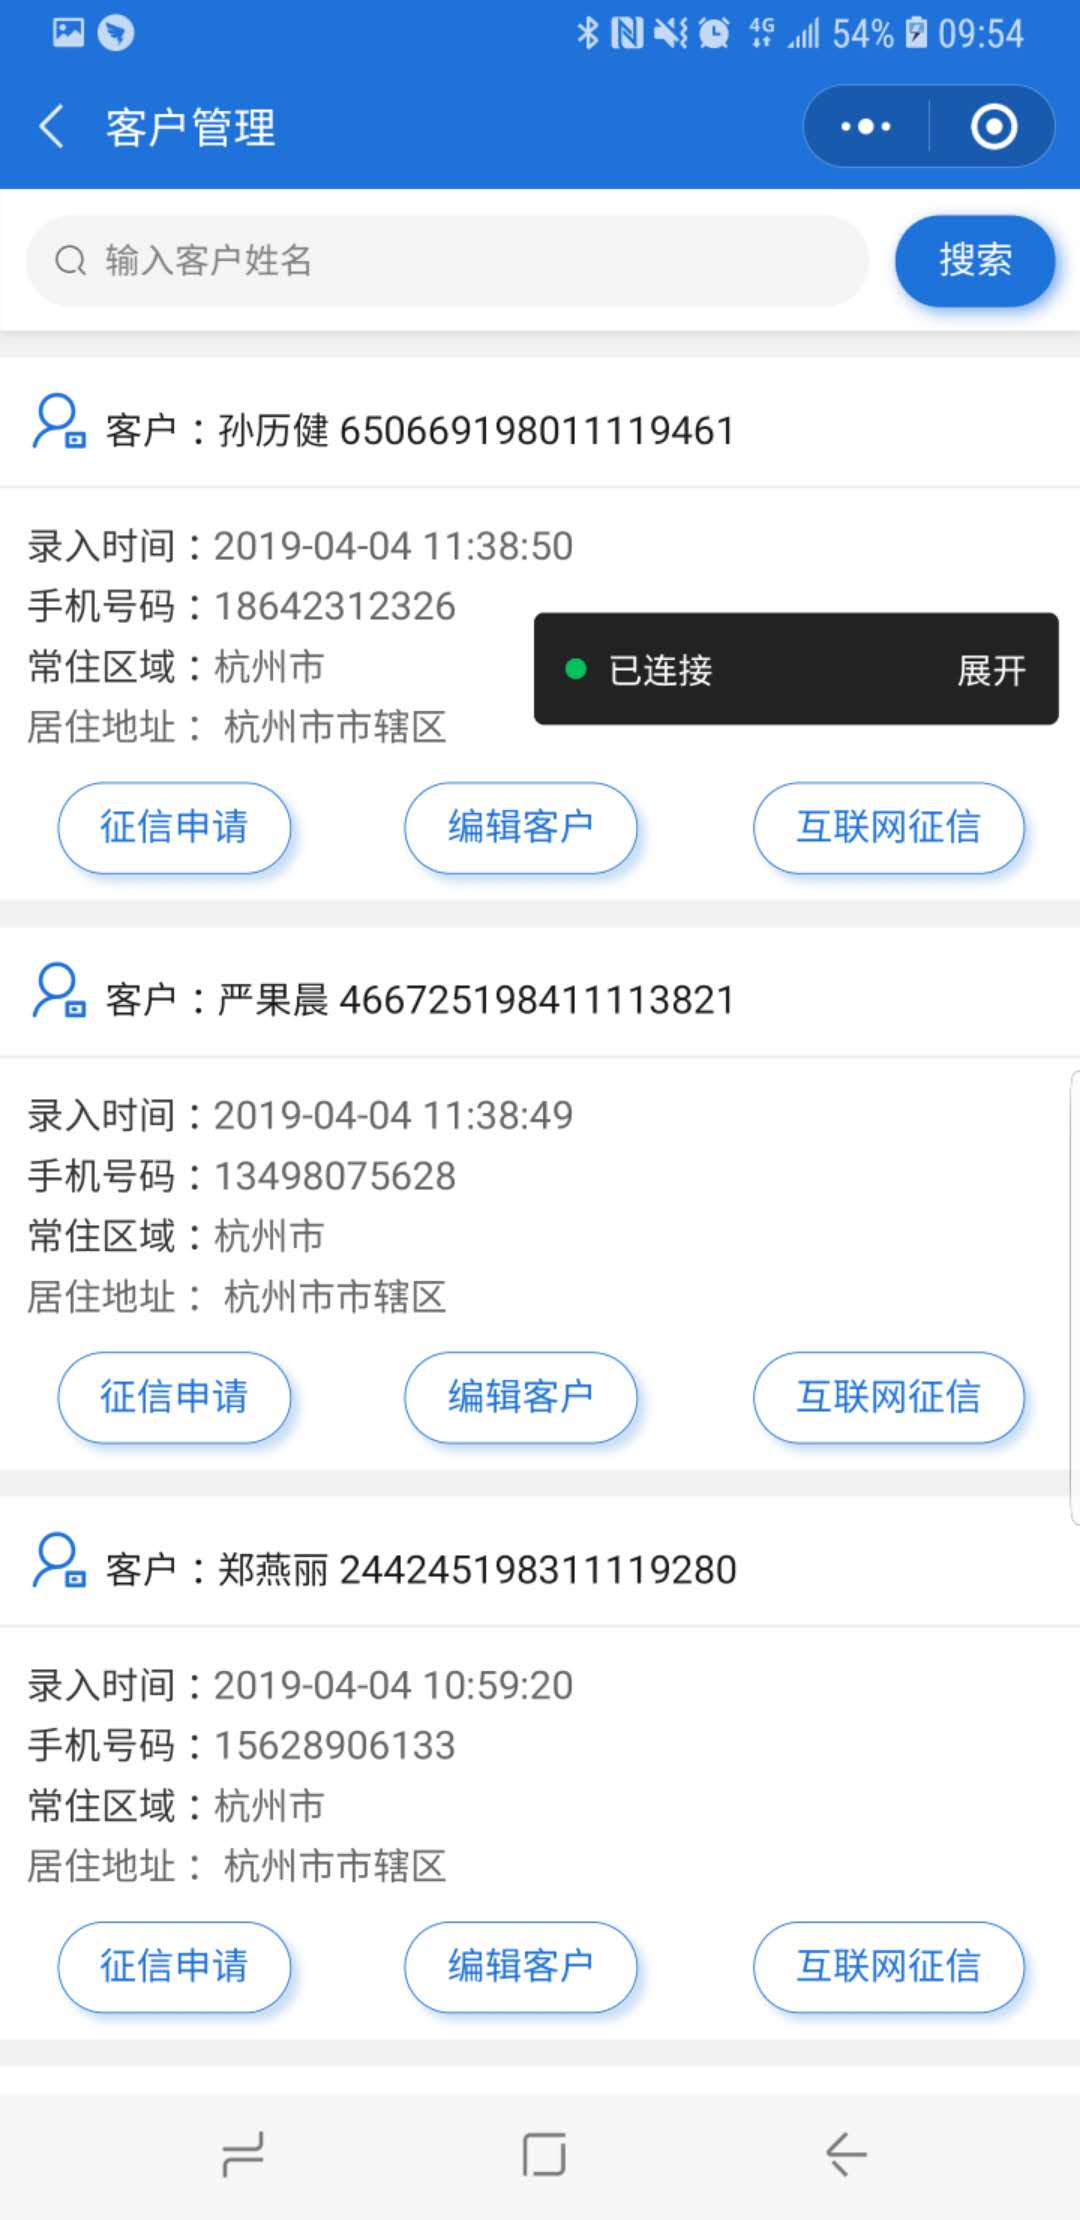 4G 54% 09:54
客户管理
输入客户姓名 搜索
客户：孙历健 650669198011119461
录入时间：2019-04-04 11:38:50
手机号码：18642312326
常住区域：杭州市
已连接 展开
居住地址： 杭州市市辖区
征信申请 编辑客户 互联网征信
客户：严果晨 466725198411113821
录入时间：2019-04-04 11:38:49
手机号码：13498075628
常住区域：杭州市
居住地址： 杭州市市辖区
征信申请 编辑客户 互联网征信
客户：郑燕丽 244245198311119280
录入时间：2019-04-04 10:59:20
手机号码：15628906133
常住区域：杭州市
居住地址： 杭州市市辖区
征信申请 编辑客户 互联网征信